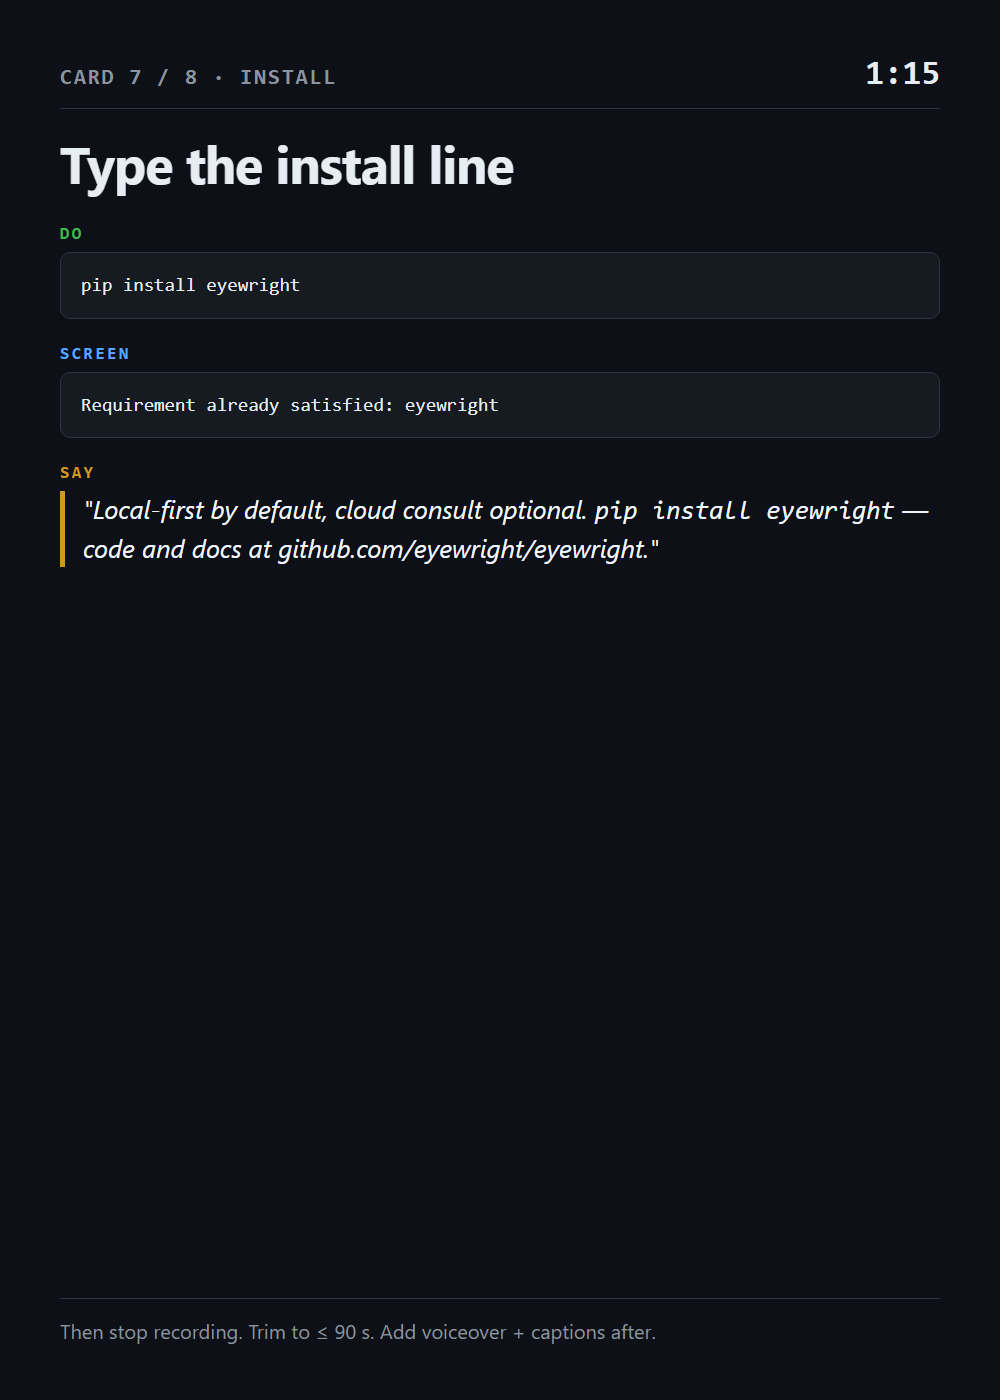 CARD 7 / 8 · INSTALL
1:15
Type the install line
DO
pip install eyewright
SCREEN
Requirement already satisfied: eyewright
SAY
"Local-first by default, cloud consult optional. pip install eyewright —
code and docs at github.com/eyewright/eyewright."
Then stop recording. Trim to ≤ 90 s. Add voiceover + captions after.